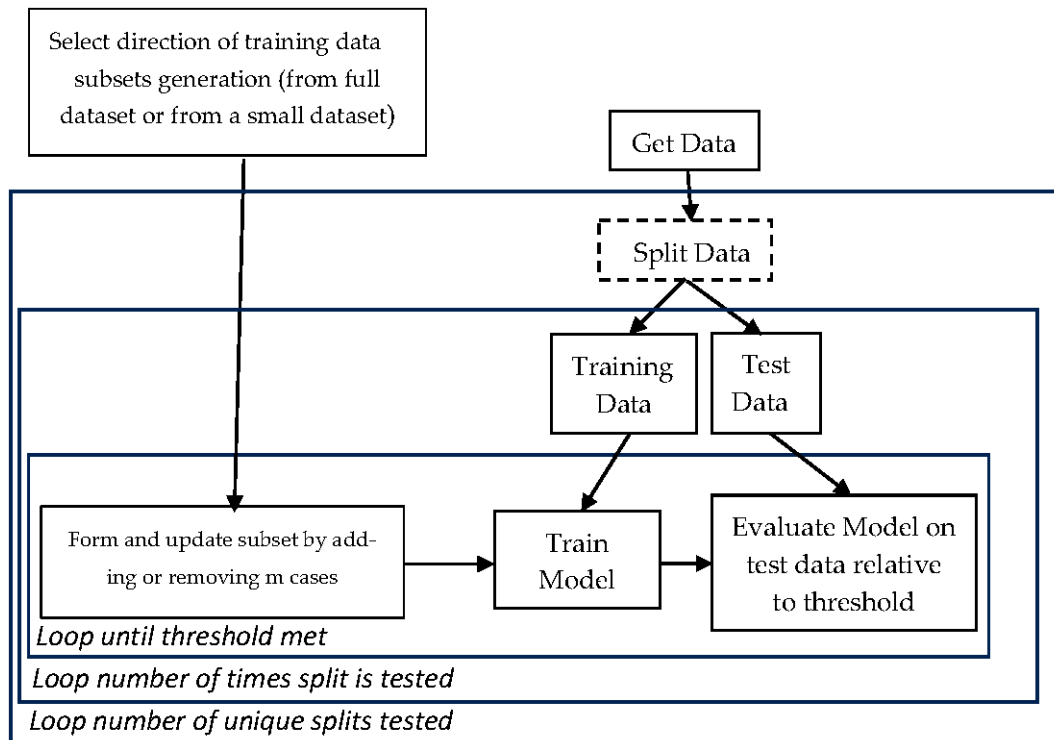 Select direction of training data
subsets generation (from full
dataset or from a small dataset)
Get Data
Split Data
Training
Data
Test
Data
Form and update subset by add-
ing or removing m cases
Train
Model
Evaluate Model on
test data relative
to threshold
Loop until threshold met
Loop number of times split is tested
Loop number of unique splits tested